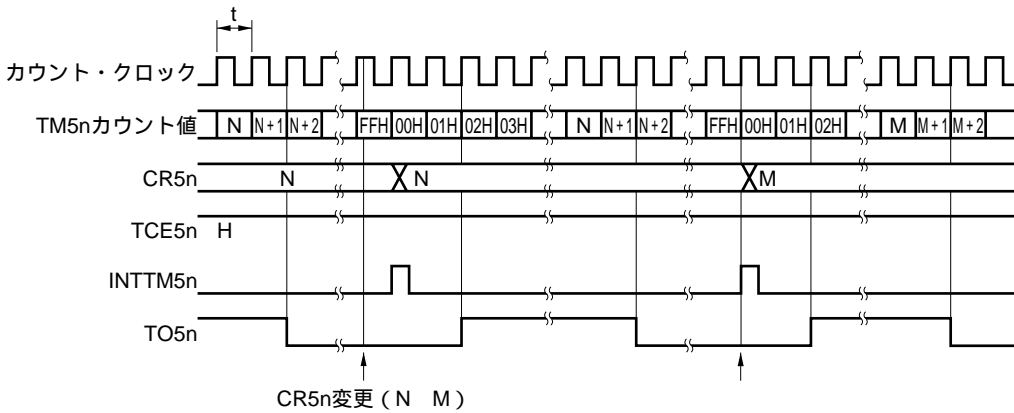 t
カウント・クロック
TM5nカウント値 N N+1 N+2 FFH 00H 01H 02H 03H N N+1 N+2 FFH 00H 01H 02H M M+1 M+2
CR5n N N M
TCE5n H
INTTM5n
TO5n
CR5n変更（N M）